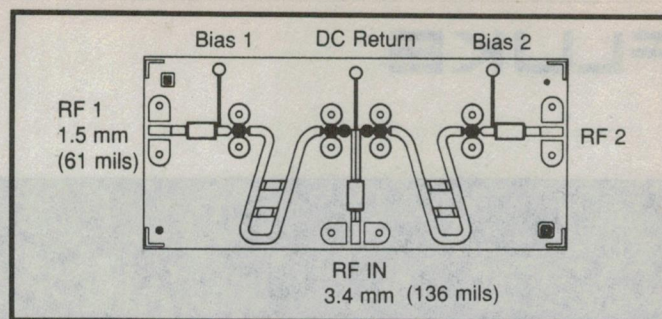 Bias 1 DC Return Bias 2
RF 1
1.5 mm
(61 mils)
RF 2
RF IN
3.4 mm (136 mils)